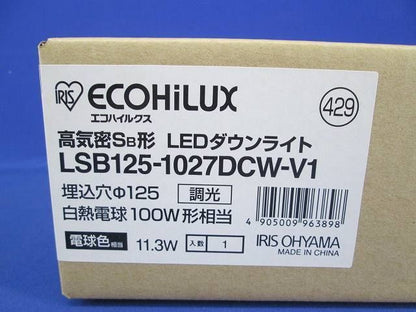 IRIS ECOHiLUX
エコハイルクス
429
高気密SB形 LEDダウンライト
LSB125-1027DCW-V1
埋込穴Φ125 調光
白熱電球100W形相当
4 905009 963898
電球色相当 11.3W 入数 1
IRIS OHYAMA
MADE IN CHINA